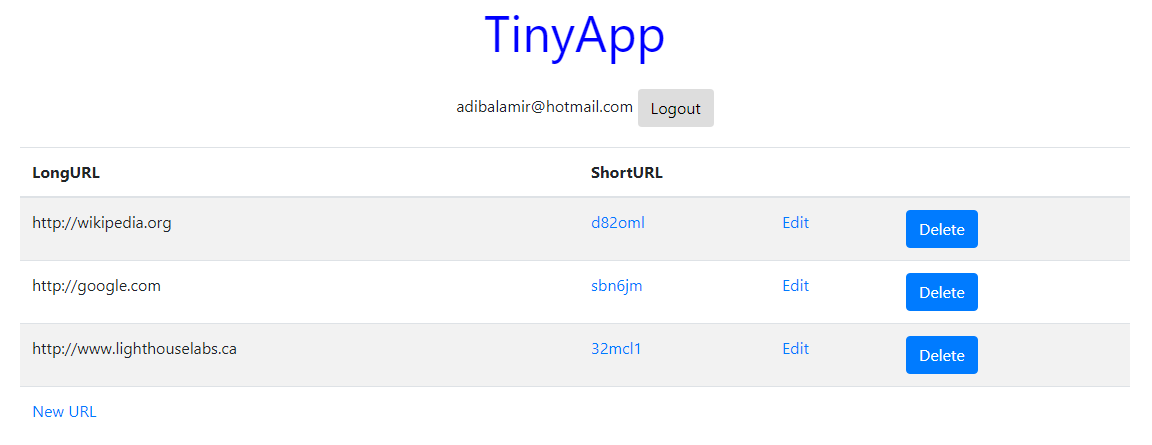 TinyApp
adibalamir@hotmail.com Logout
LongURL ShortURL
http://wikipedia.org d82oml Edit Delete
http://google.com sbn6jm Edit Delete
http://www.lighthouselabs.ca 32mcl1 Edit Delete
New URL